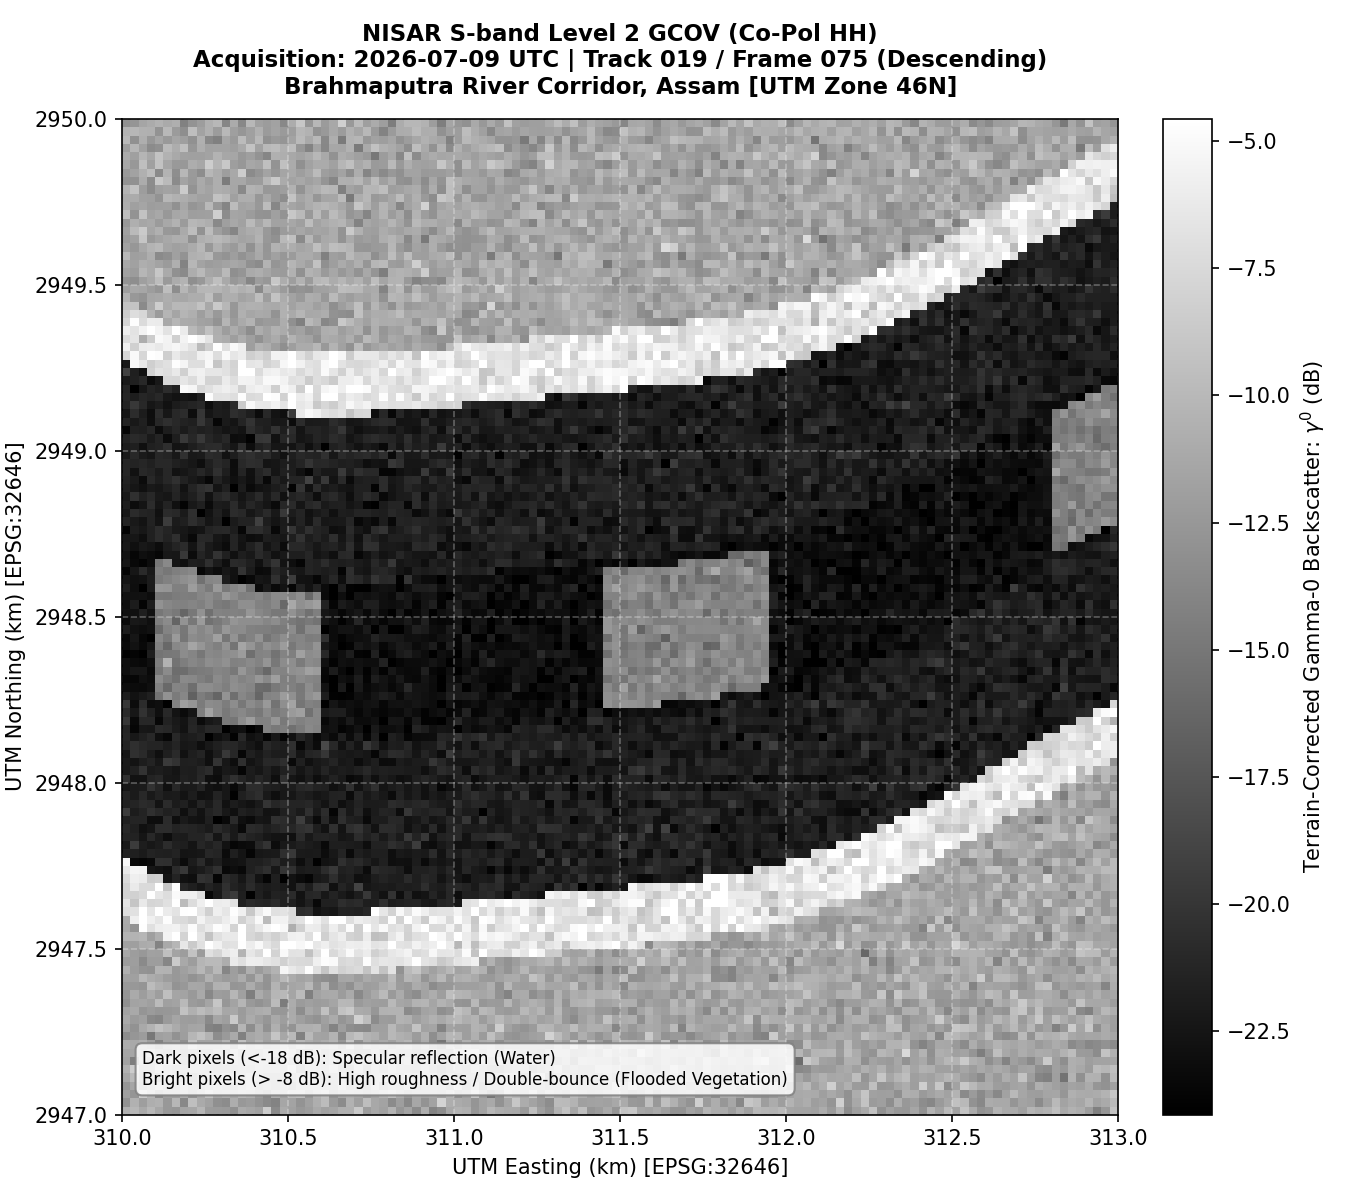 NISAR S-band Level 2 GCOV (Co-Pol HH)
Acquisition: 2026-07-09 UTC | Track 019 / Frame 075 (Descending)
Brahmaputra River Corridor, Assam [UTM Zone 46N]
2950.0
2949.5
2949.0
2948.5
2948.0
2947.5
2947.0
UTM Northing (km) [EPSG:32646]
Dark pixels (<-18 dB): Specular reflection (Water)
Bright pixels (> -8 dB): High roughness / Double-bounce (Flooded Vegetation)
310.0 310.5 311.0 311.5 312.0 312.5 313.0
UTM Easting (km) [EPSG:32646]
−5.0
−7.5
−10.0
−12.5
−15.0
−17.5
−20.0
−22.5
Terrain-Corrected Gamma-0 Backscatter: γ⁰ (dB)